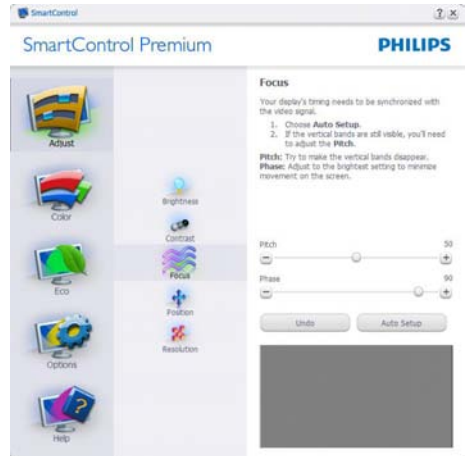 SmartControl
? ×
SmartControl Premium
PHILIPS
Adjust
Color
Eco
Options
Help
Brightness
Contrast
Focus
Position
Resolution
Focus
Your display's timing needs to be synchronized with
the video signal.
1. Choose Auto Setup.
2. If the vertical bands are still visible, you'll need
to adjust the Pitch.
Pitch: Try to make the vertical bands disappear.
Phase: Adjust to the brightest setting to minimize
movement on the screen.
Pitch 50
Phase 90
Undo Auto Setup